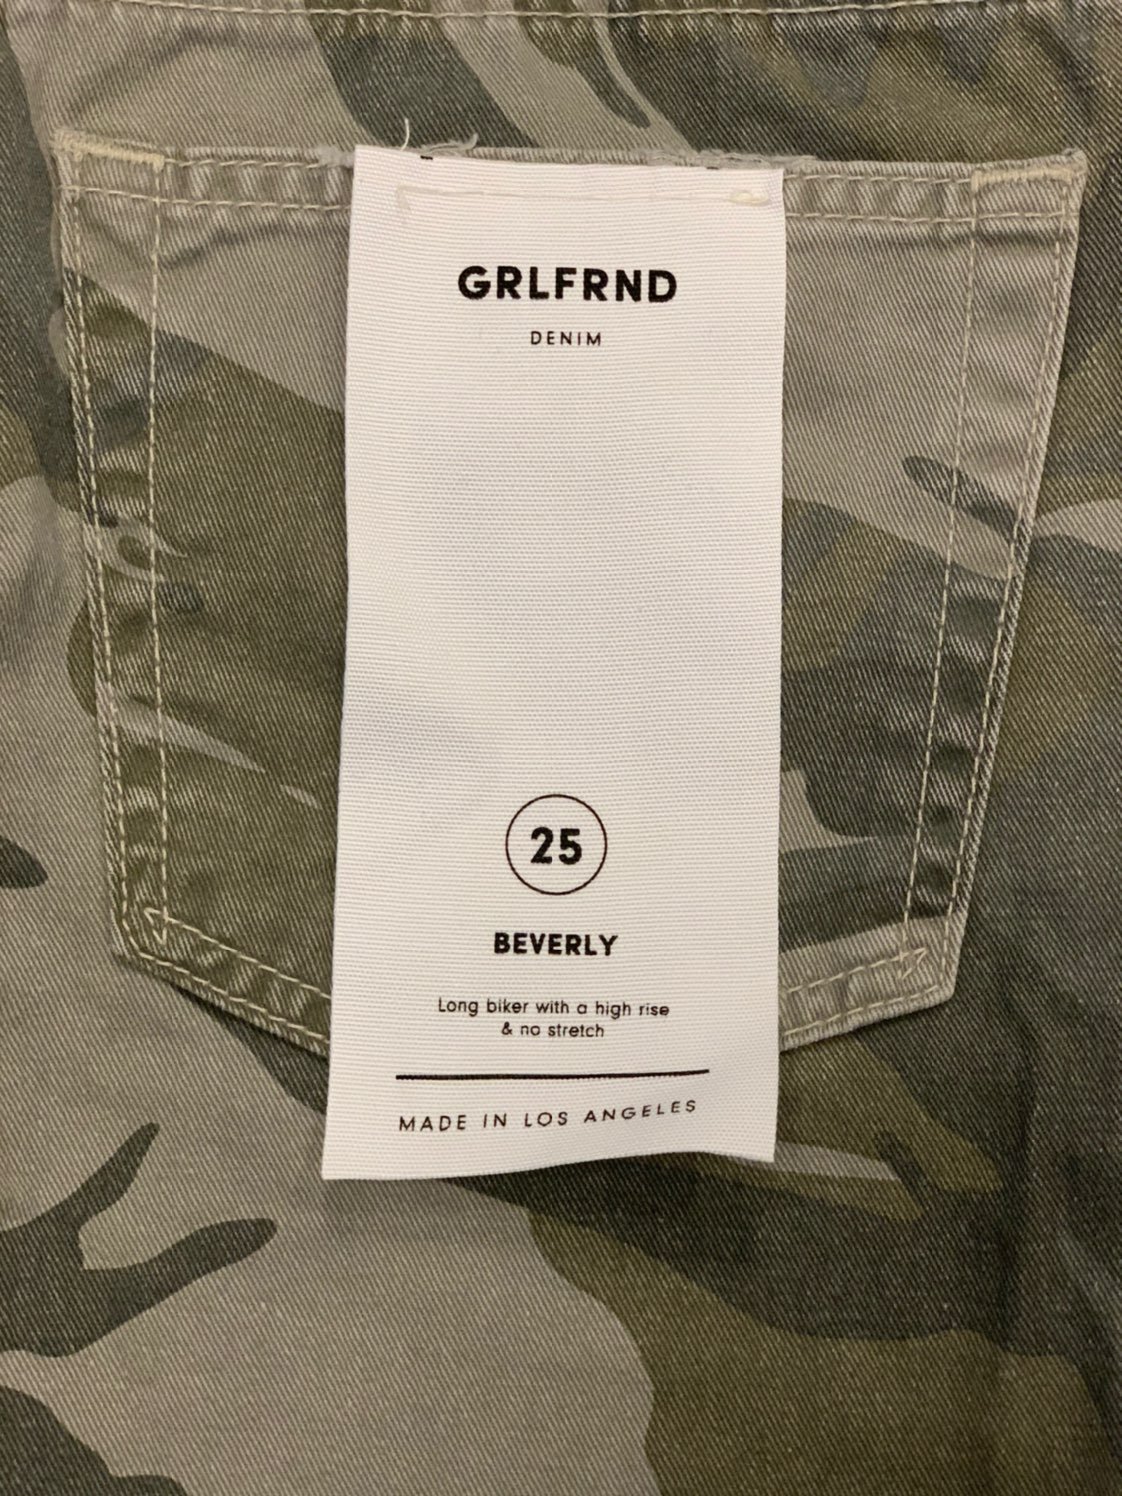 GRLFRND
DENIM
25
BEVERLY
Long biker with a high rise
& no stretch
MADE IN LOS ANGELES